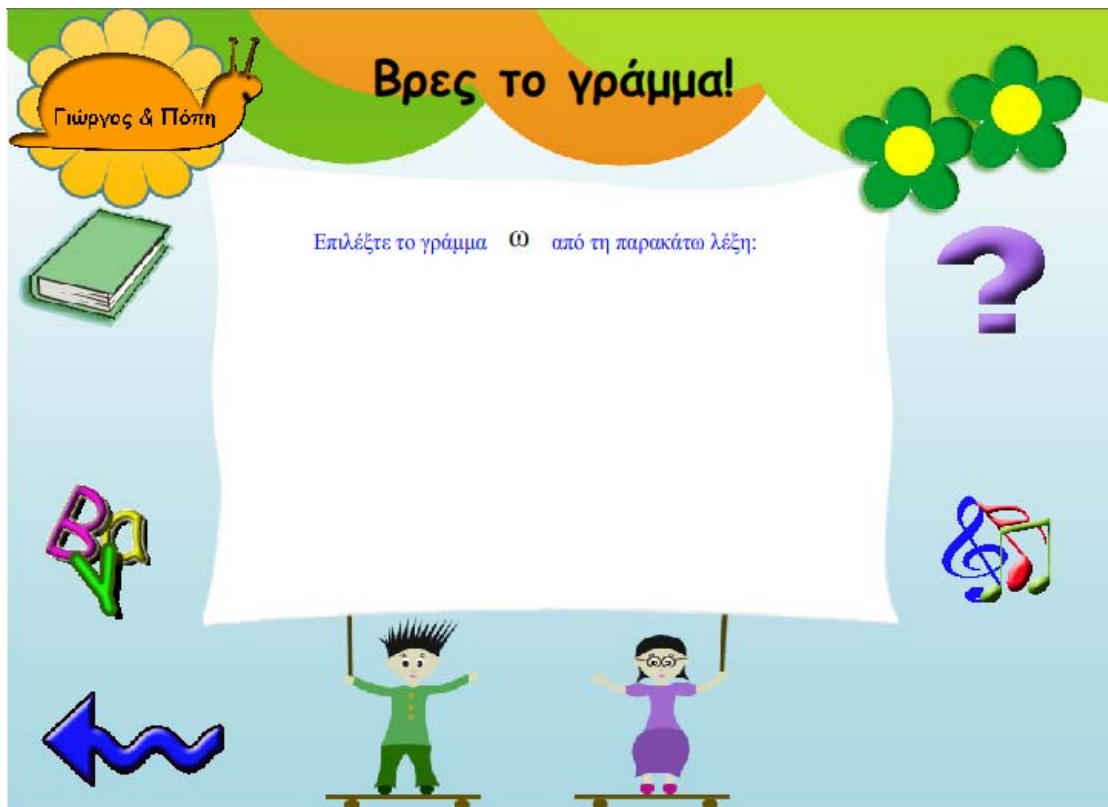 Βρες το γράμμα!
Γιώργος & Πόπη
Επιλέξτε το γράμμα ω από τη παρακάτω λέξη:
Β η γ